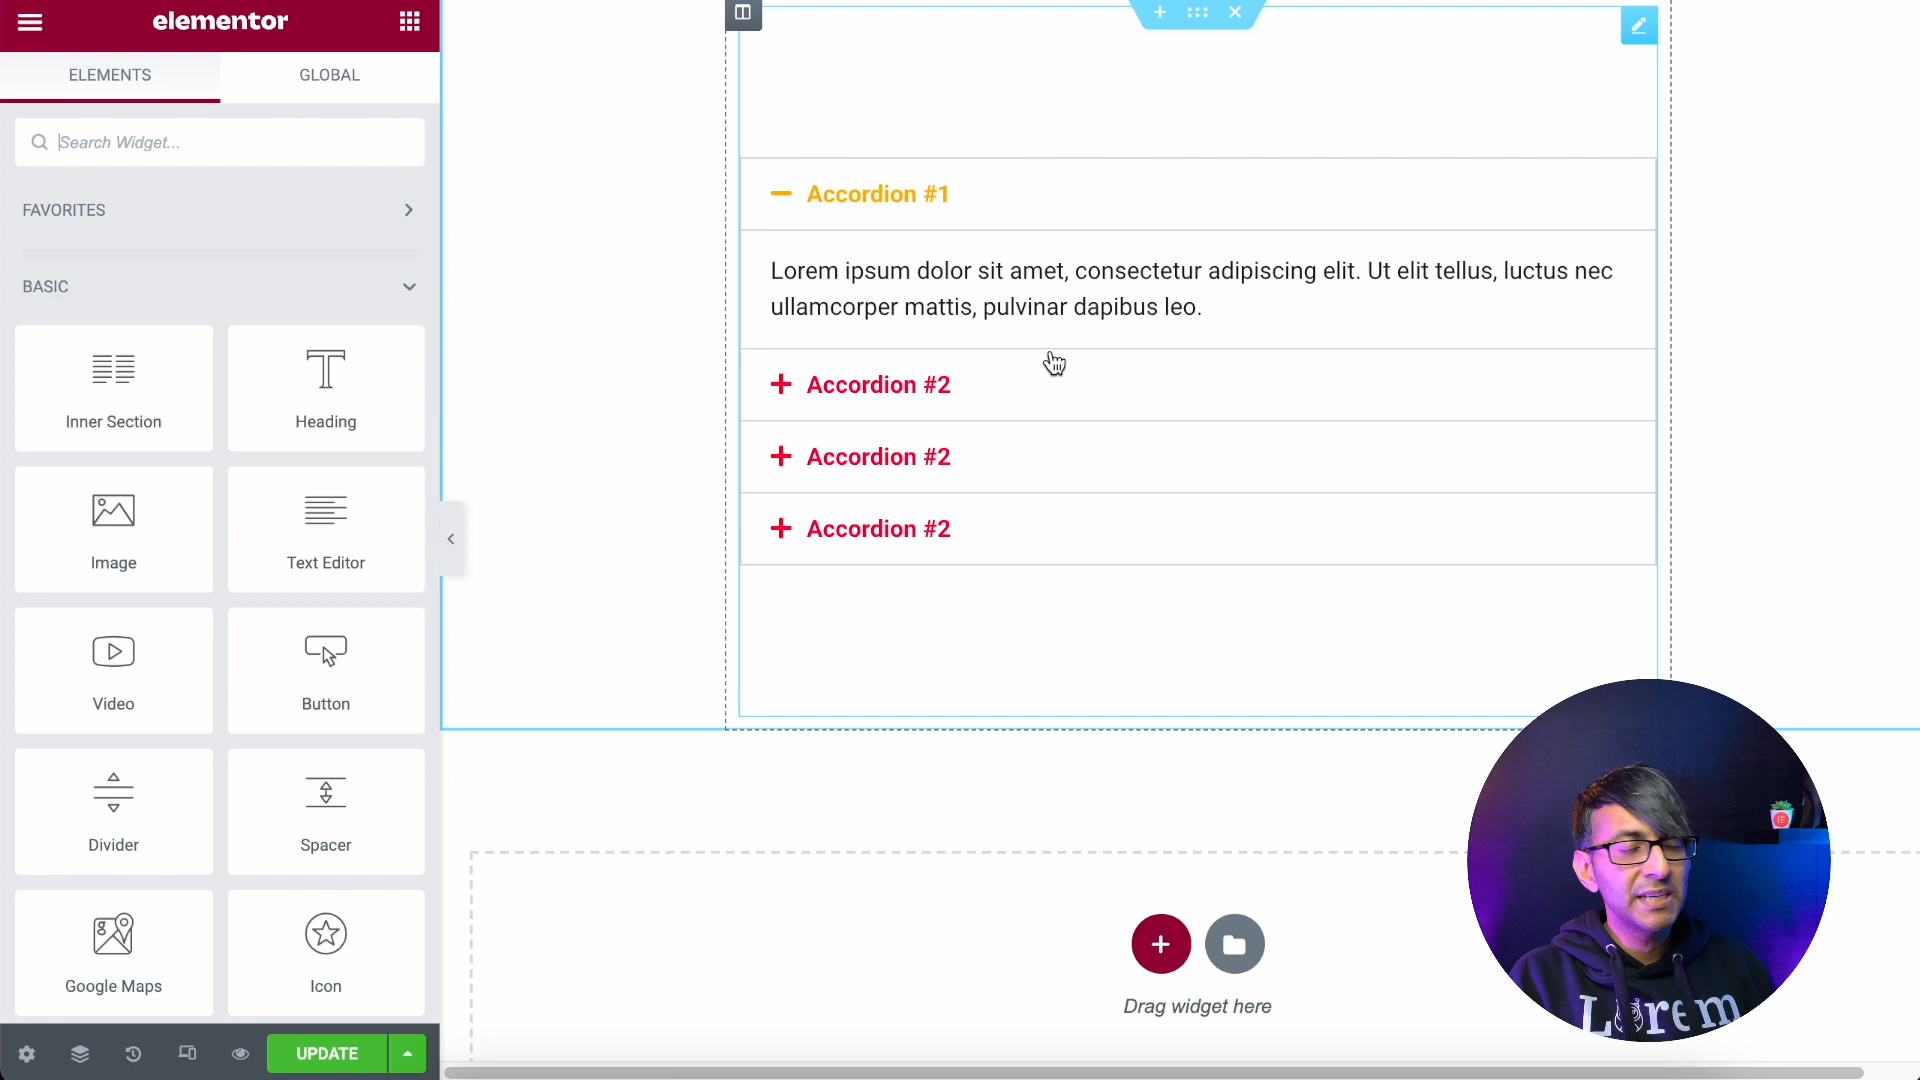 elementor
ELEMENTS
GLOBAL
Search Widget...
FAVORITES
BASIC
Inner Section
Heading
Image
Text Editor
Video
Button
Divider
Spacer
Google Maps
Icon
UPDATE
Accordion #1
Lorem ipsum dolor sit amet, consectetur adipiscing elit. Ut elit tellus, luctus nec
ullamcorper mattis, pulvinar dapibus leo.
Accordion #2
Accordion #2
Accordion #2
Drag widget here
Lorem